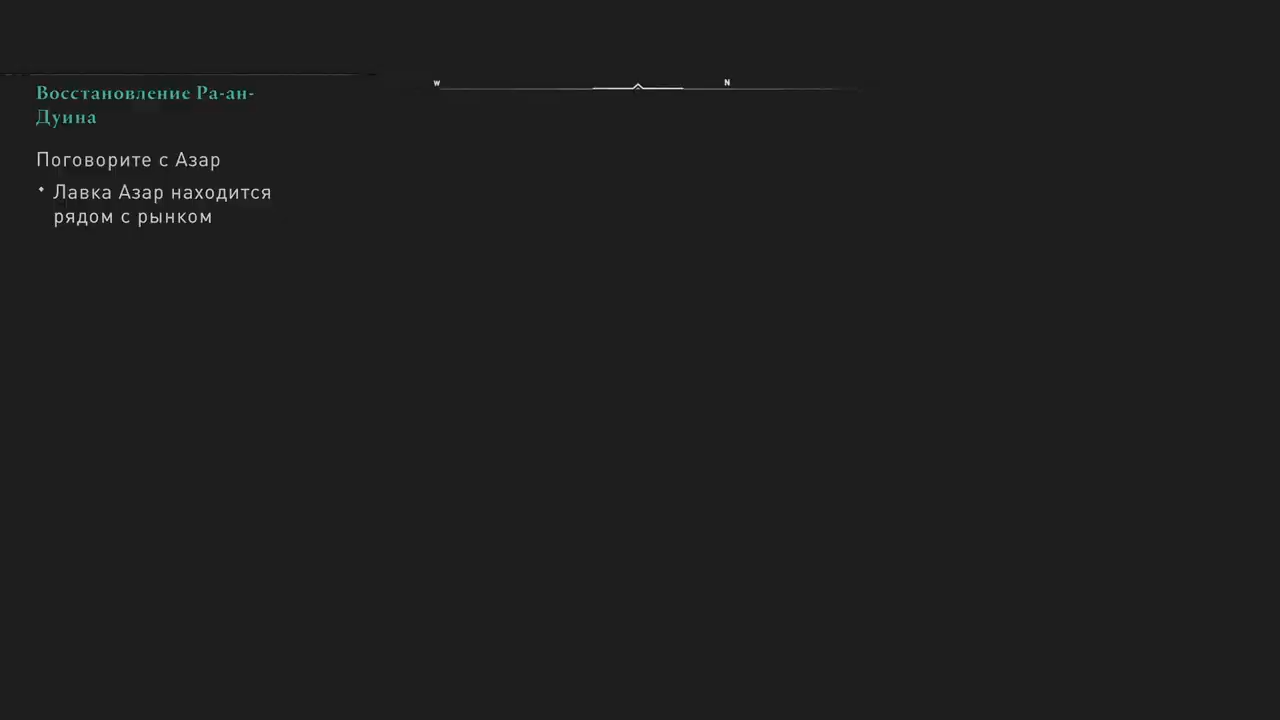 Восстановление Ра-ан-
Дуина
W
N
Поговорите с Азар
Лавка Азар находится
рядом с рынком